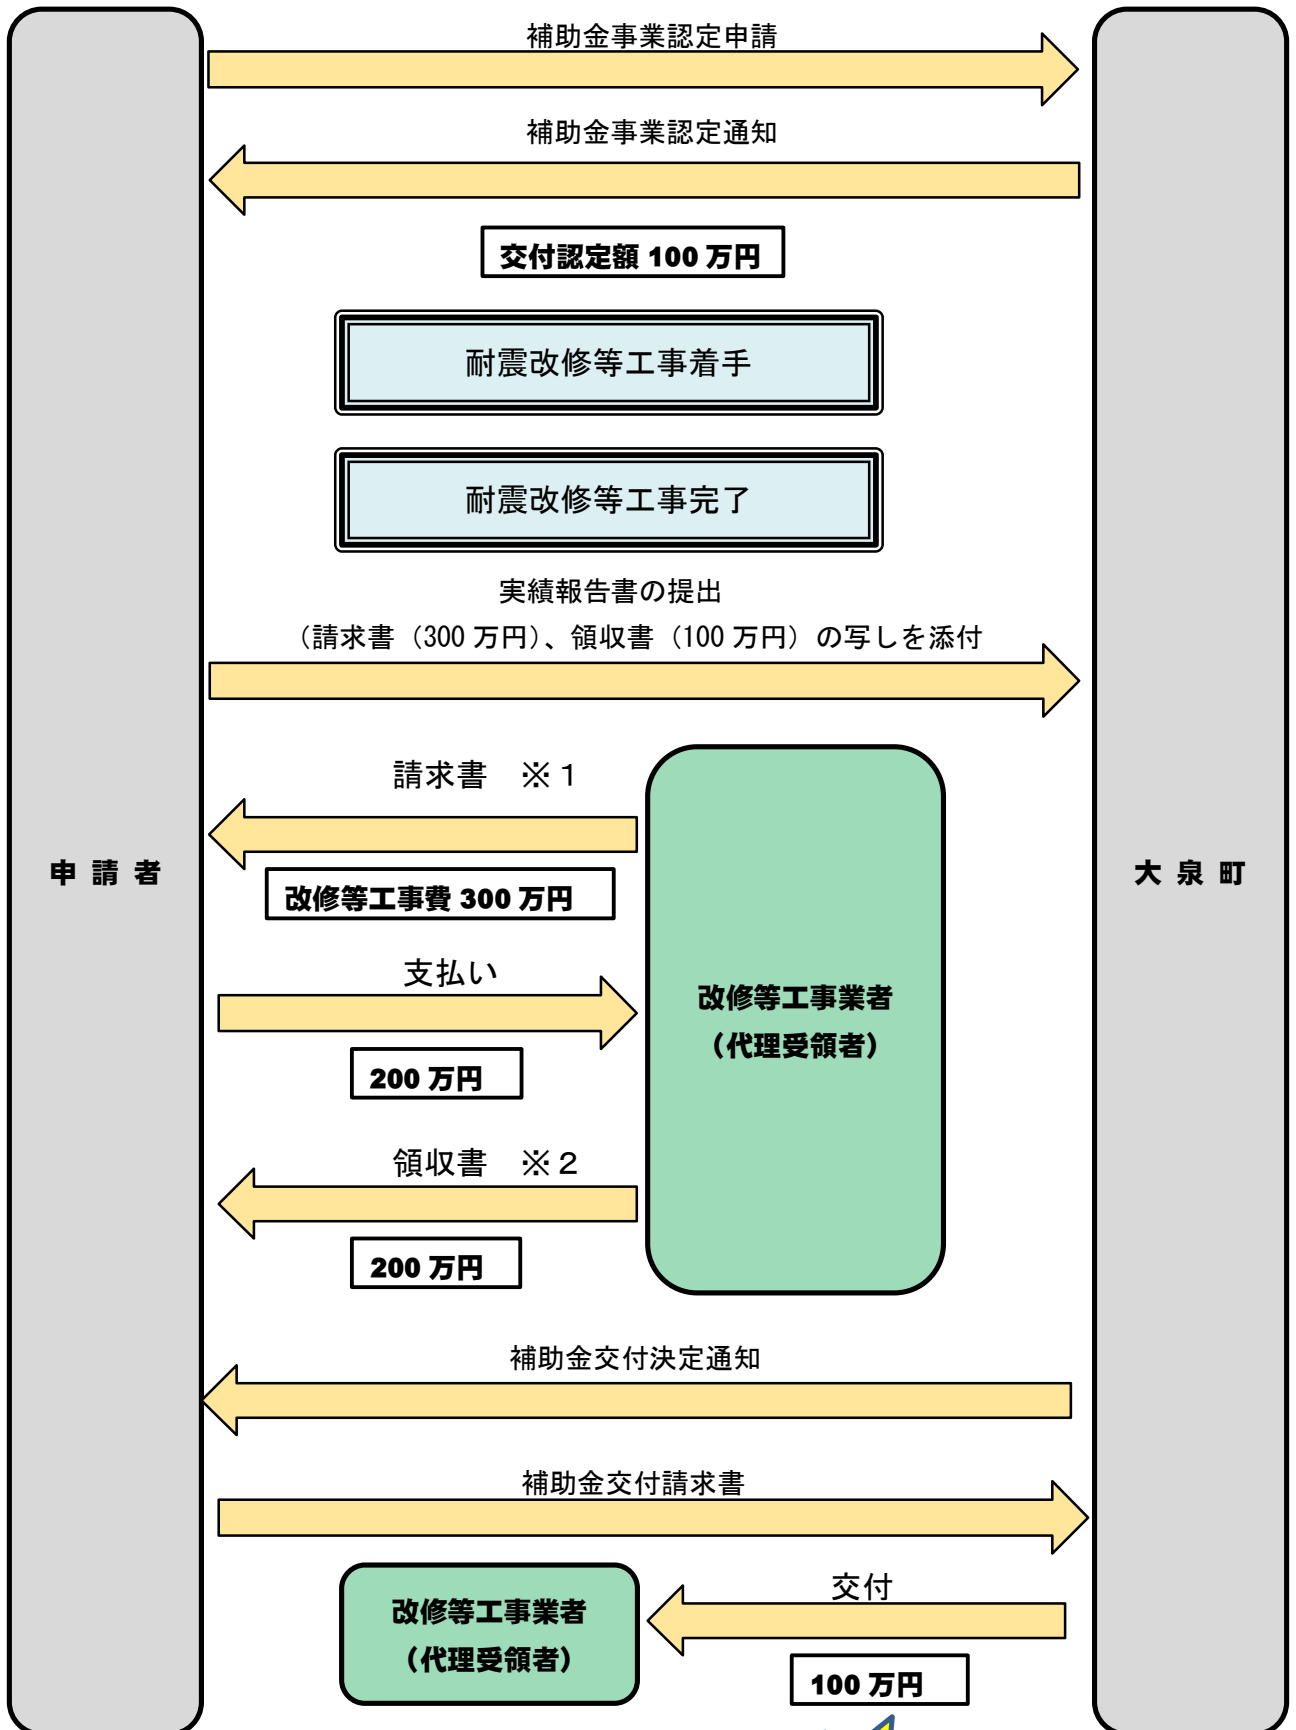 補助金事業認定申請
補助金事業認定通知
交付認定額 100 万円
耐震改修等工事着手
耐震改修等工事完了
実績報告書の提出
（請求書（300 万円）、領収書（100 万円）の写しを添付
請求書　※１
改修等工事費 300 万円
申 請 者
大 泉 町
支払い
改修等工事業者
（代理受領者）
200 万円
領収書　※２
200 万円
補助金交付決定通知
補助金交付請求書
交付
改修等工事業者
（代理受領者）
100 万円